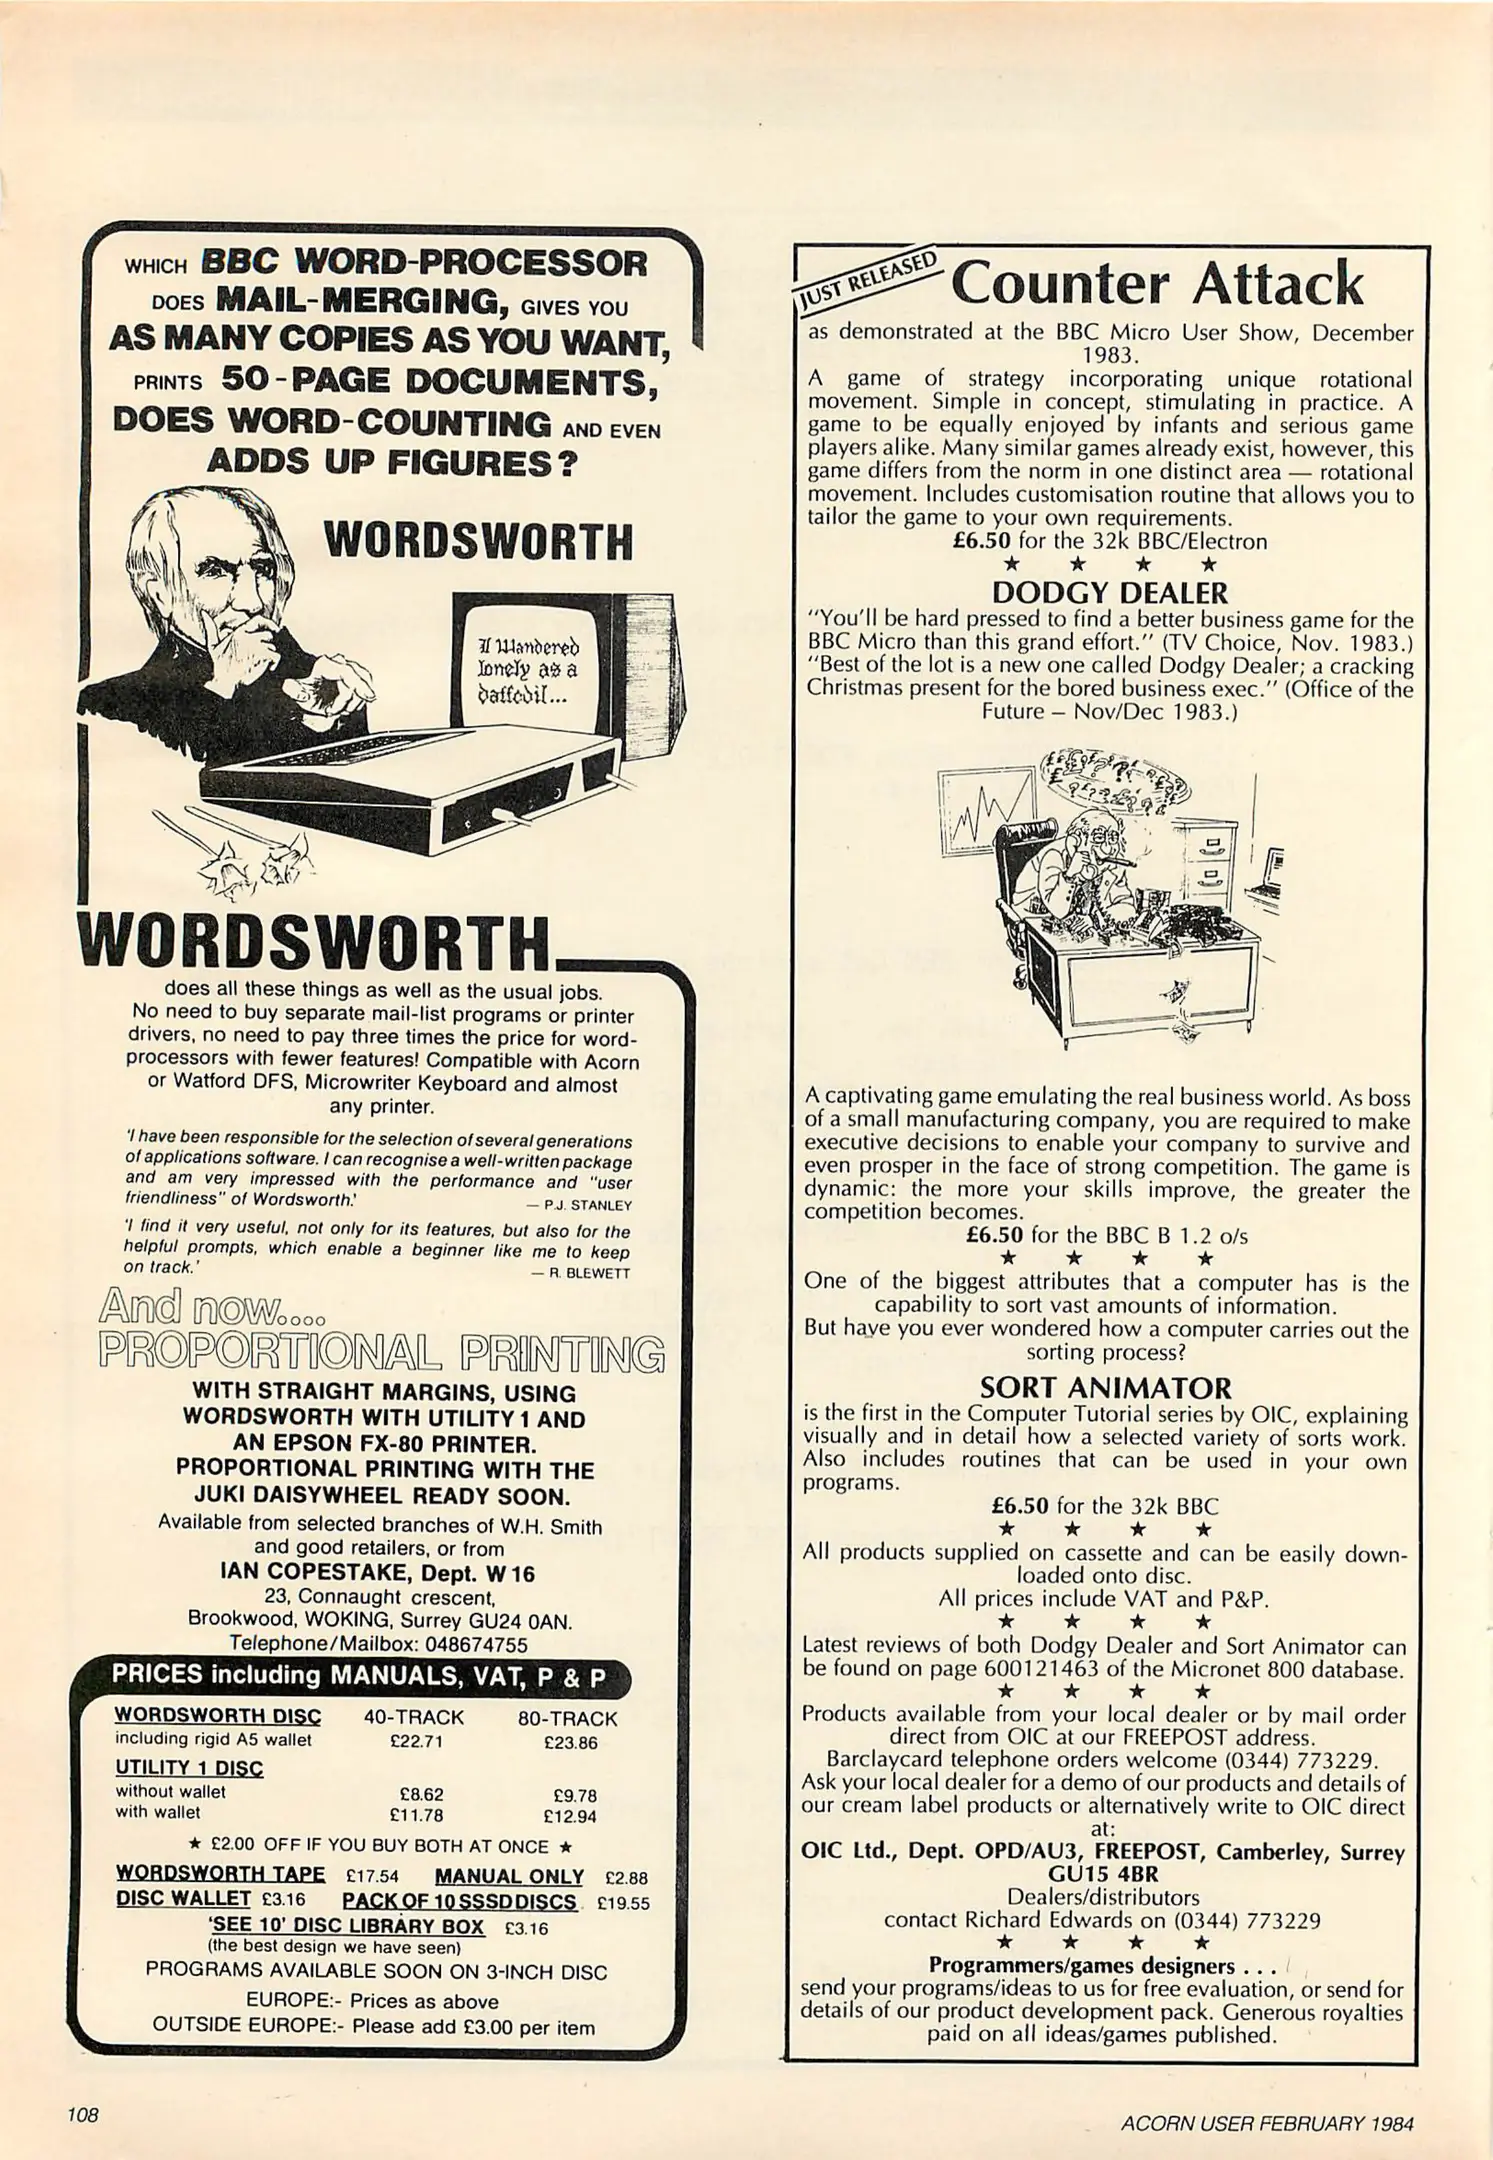 WHICH BBC WORD-PROCESSOR
DOES MAIL-MERGING, GIVES YOU
AS MANY COPIES AS YOU WANT,
PRINTS 50-PAGE DOCUMENTS,
DOES WORD-COUNTING AND EVEN
ADDS UP FIGURES?
WORDSWORTH
I Wandered
lonely as a
daffodil...
WORDSWORTH
does all these things as well as the usual jobs.
No need to buy separate mail-list programs or printer
drivers, no need to pay three times the price for word-
processors with fewer features! Compatible with Acorn
or Watford DFS, Microwriter Keyboard and almost
any printer.
'I have been responsible for the selection of several generations
of applications software. I can recognise a well-written package
and am very impressed with the performance and "user
friendliness" of Wordsworth.'
— P.J. STANLEY
'I find it very useful, not only for its features, but also for the
helpful prompts, which enable a beginner like me to keep
on track.'
— R. BLEWETT
And now....
PROPORTIONAL PRINTING
WITH STRAIGHT MARGINS, USING
WORDSWORTH WITH UTILITY 1 AND
AN EPSON FX-80 PRINTER.
PROPORTIONAL PRINTING WITH THE
JUKI DAISYWHEEL READY SOON.
Available from selected branches of W.H. Smith
and good retailers, or from
IAN COPESTAKE, Dept. W16
23, Connaught crescent,
Brookwood, WOKING, Surrey GU24 0AN.
Telephone/Mailbox: 048674755
PRICES including MANUALS, VAT, P & P
WORDSWORTH DISC 40-TRACK 80-TRACK
including rigid A5 wallet £22.71 £23.86
UTILITY 1 DISC
without wallet £8.62 £9.78
with wallet £11.78 £12.94
★ £2.00 OFF IF YOU BUY BOTH AT ONCE ★
WORDSWORTH TAPE £17.54 MANUAL ONLY £2.88
DISC WALLET £3.16 PACK OF 10 SSSD DISCS £19.55
'SEE 10' DISC LIBRARY BOX £3.16
(the best design we have seen)
PROGRAMS AVAILABLE SOON ON 3-INCH DISC
EUROPE:- Prices as above
OUTSIDE EUROPE:- Please add £3.00 per item
JUST RELEASED
Counter Attack
as demonstrated at the BBC Micro User Show, December
1983.
A game of strategy incorporating unique rotational
movement. Simple in concept, stimulating in practice. A
game to be equally enjoyed by infants and serious game
players alike. Many similar games already exist, however, this
game differs from the norm in one distinct area — rotational
movement. Includes customisation routine that allows you to
tailor the game to your own requirements.
£6.50 for the 32k BBC/Electron
★ ★ ★ ★
DODGY DEALER
"You'll be hard pressed to find a better business game for the
BBC Micro than this grand effort." (TV Choice, Nov. 1983.)
"Best of the lot is a new one called Dodgy Dealer; a cracking
Christmas present for the bored business exec." (Office of the
Future – Nov/Dec 1983.)
A captivating game emulating the real business world. As boss
of a small manufacturing company, you are required to make
executive decisions to enable your company to survive and
even prosper in the face of strong competition. The game is
dynamic: the more your skills improve, the greater the
competition becomes.
£6.50 for the BBC B 1.2 o/s
★ ★ ★ ★
One of the biggest attributes that a computer has is the
capability to sort vast amounts of information.
But have you ever wondered how a computer carries out the
sorting process?
SORT ANIMATOR
is the first in the Computer Tutorial series by OIC, explaining
visually and in detail how a selected variety of sorts work.
Also includes routines that can be used in your own
programs.
£6.50 for the 32k BBC
★ ★ ★ ★
All products supplied on cassette and can be easily down-
loaded onto disc.
All prices include VAT and P&P.
★ ★ ★ ★
Latest reviews of both Dodgy Dealer and Sort Animator can
be found on page 600121463 of the Micronet 800 database.
★ ★ ★ ★
Products available from your local dealer or by mail order
direct from OIC at our FREEPOST address.
Barclaycard telephone orders welcome (0344) 773229.
Ask your local dealer for a demo of our products and details of
our cream label products or alternatively write to OIC direct
at:
OIC Ltd., Dept. OPD/AU3, FREEPOST, Camberley, Surrey
GU15 4BR
Dealers/distributors
contact Richard Edwards on (0344) 773229
★ ★ ★ ★
Programmers/games designers . . .
send your programs/ideas to us for free evaluation, or send for
details of our product development pack. Generous royalties
paid on all ideas/games published.
108
ACORN USER FEBRUARY 1984